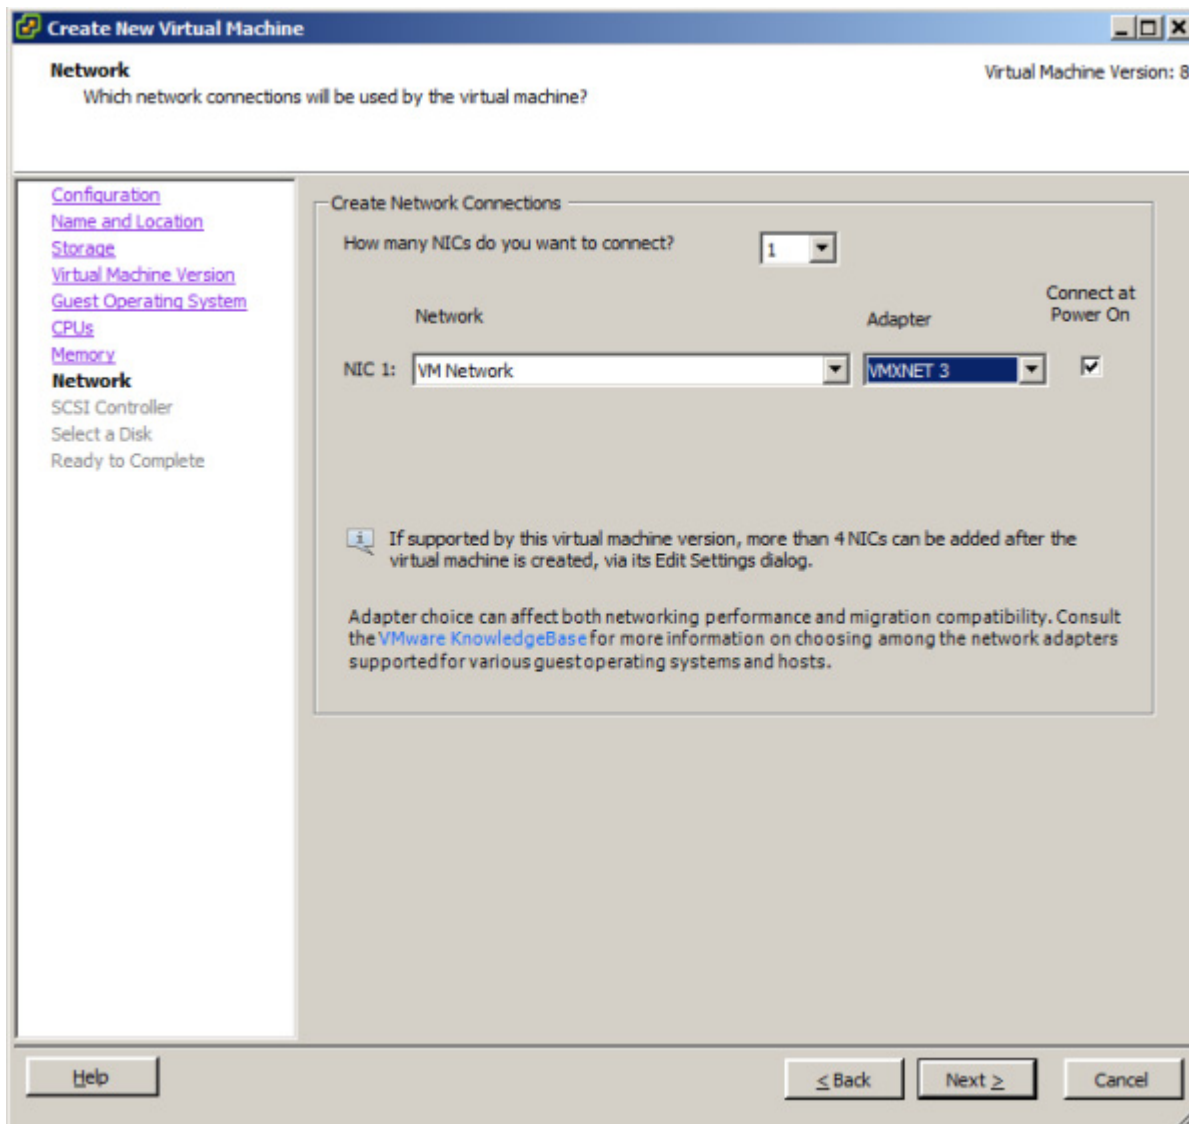 Create New Virtual Machine
Network
Virtual Machine Version: 8
Which network connections will be used by the virtual machine?
Configuration
Name and Location
Storage
Virtual Machine Version
Guest Operating System
CPUs
Memory
Network
SCSI Controller
Select a Disk
Ready to Complete
Create Network Connections
How many NICs do you want to connect?
1
Network
Adapter
Connect at
Power On
NIC 1:
VM Network
VMXNET 3
If supported by this virtual machine version, more than 4 NICs can be added after the
virtual machine is created, via its Edit Settings dialog.
Adapter choice can affect both networking performance and migration compatibility. Consult
the VMware KnowledgeBase for more information on choosing among the network adapters
supported for various guest operating systems and hosts.
Help
< Back
Next >
Cancel